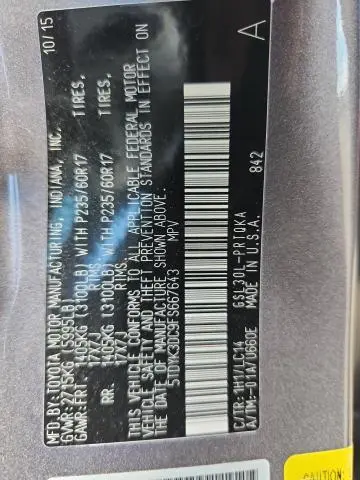 MFD.BY:TOYOTA MOTOR MANUFACTURING, INDIANA, INC. 10/15
GVWR:2715KG(5995LB)
GAWR:FRT. 1405KG(3100LB) WITH P235/60R17 TIRES,
17X7J RIMS,
RR. 1405KG(3100LB) WITH P235/60R17 TIRES,
17X7J RIMS,
THIS VEHICLE CONFORMS TO ALL APPLICABLE FEDERAL MOTOR
VEHICLE SAFETY AND THEFT PREVENTION STANDARDS IN EFFECT ON
THE DATE OF MANUFACTURE SHOWN ABOVE.
5TDYK3DC9FS667643 MPV
C/TR:1H1/LC14 GSL30L-PRTQKA
A/TM:-01A/U660E MADE IN U.S.A.
842
A
CAUTION: